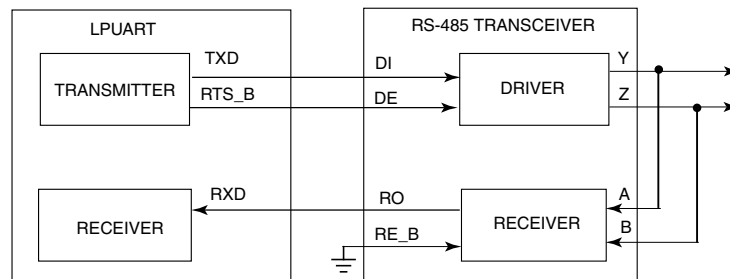 LPUART
RS-485 TRANSCEIVER
TRANSMITTER
TXD
RTS_B
DI
DE
DRIVER
Y
Z
RECEIVER
RXD
RO
RE_B
RECEIVER
A
B